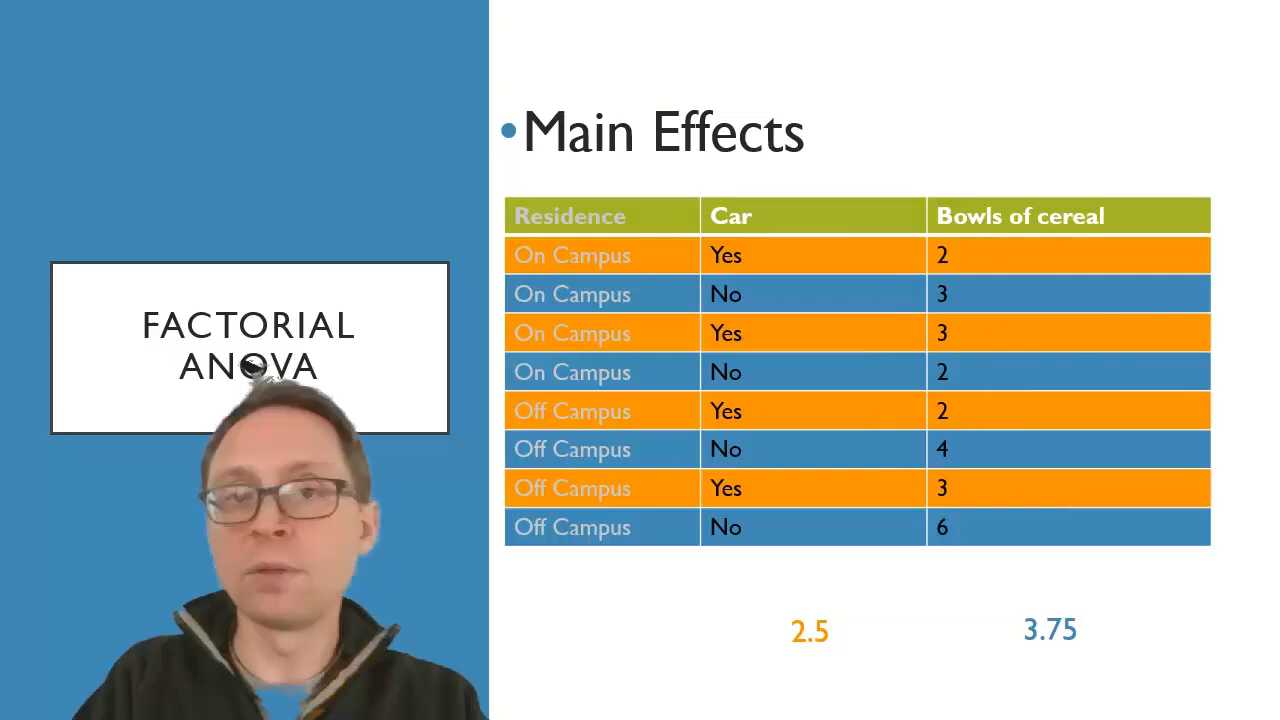 FACTORIAL
ANOVA
•Main Effects
Residence Car Bowls of cereal
On Campus Yes 2
On Campus No 3
On Campus Yes 3
On Campus No 2
Off Campus Yes 2
Off Campus No 4
Off Campus Yes 3
Off Campus No 6
2.5 3.75